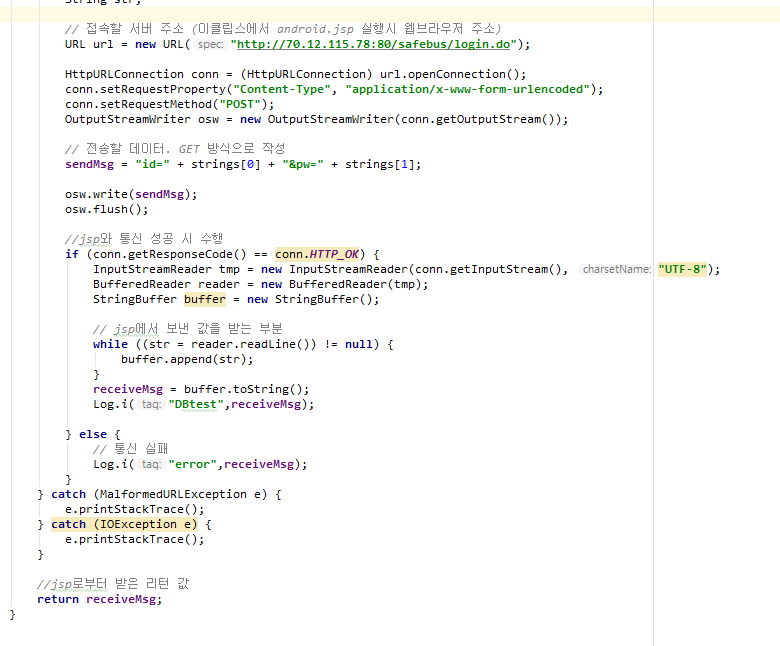 String str;
// 접속할 서버 주소 (이클립스에서 android.jsp 실행시 웹브라우저 주소)
URL url = new URL( spec: "http://70.12.115.78:80/safebus/login.do");
HttpURLConnection conn = (HttpURLConnection) url.openConnection();
conn.setRequestProperty("Content-Type", "application/x-www-form-urlencoded");
conn.setRequestMethod("POST");
OutputStreamWriter osw = new OutputStreamWriter(conn.getOutputStream());
// 전송할 데이터. GET 방식으로 작성
sendMsg = "id=" + strings[0] + "&pw=" + strings[1];
osw.write(sendMsg);
osw.flush();
//jsp와 통신 성공 시 수행
if (conn.getResponseCode() == conn.HTTP_OK) {
InputStreamReader tmp = new InputStreamReader(conn.getInputStream(), charsetName: "UTF-8");
BufferedReader reader = new BufferedReader(tmp);
StringBuffer buffer = new StringBuffer();
// jsp에서 보낸 값을 받는 부분
while ((str = reader.readLine()) != null) {
buffer.append(str);
}
receiveMsg = buffer.toString();
Log.i( tag: "DBtest",receiveMsg);
} else {
// 통신 실패
Log.i( tag: "error",receiveMsg);
}
} catch (MalformedURLException e) {
e.printStackTrace();
} catch (IOException e) {
e.printStackTrace();
}
//jsp로부터 받은 리턴 값
return receiveMsg;
}